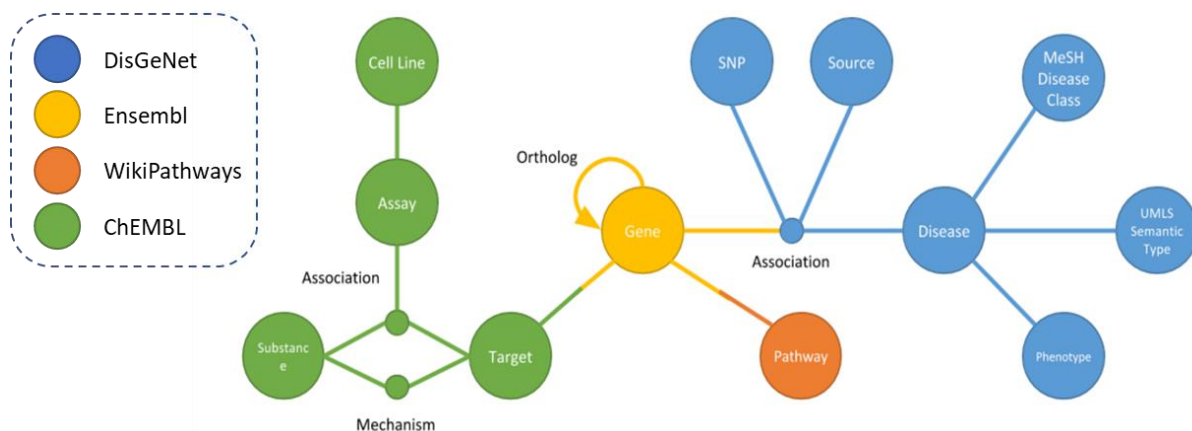 DisGeNet
Ensembl
WikiPathways
ChEMBL
Cell Line
Assay
Association
Substanc
e
Mechanism
Target
Ortholog
Gene
Pathway
SNP
Source
Association
Disease
MeSH
Disease
Class
UMLS
Semantic
Type
Phenotype